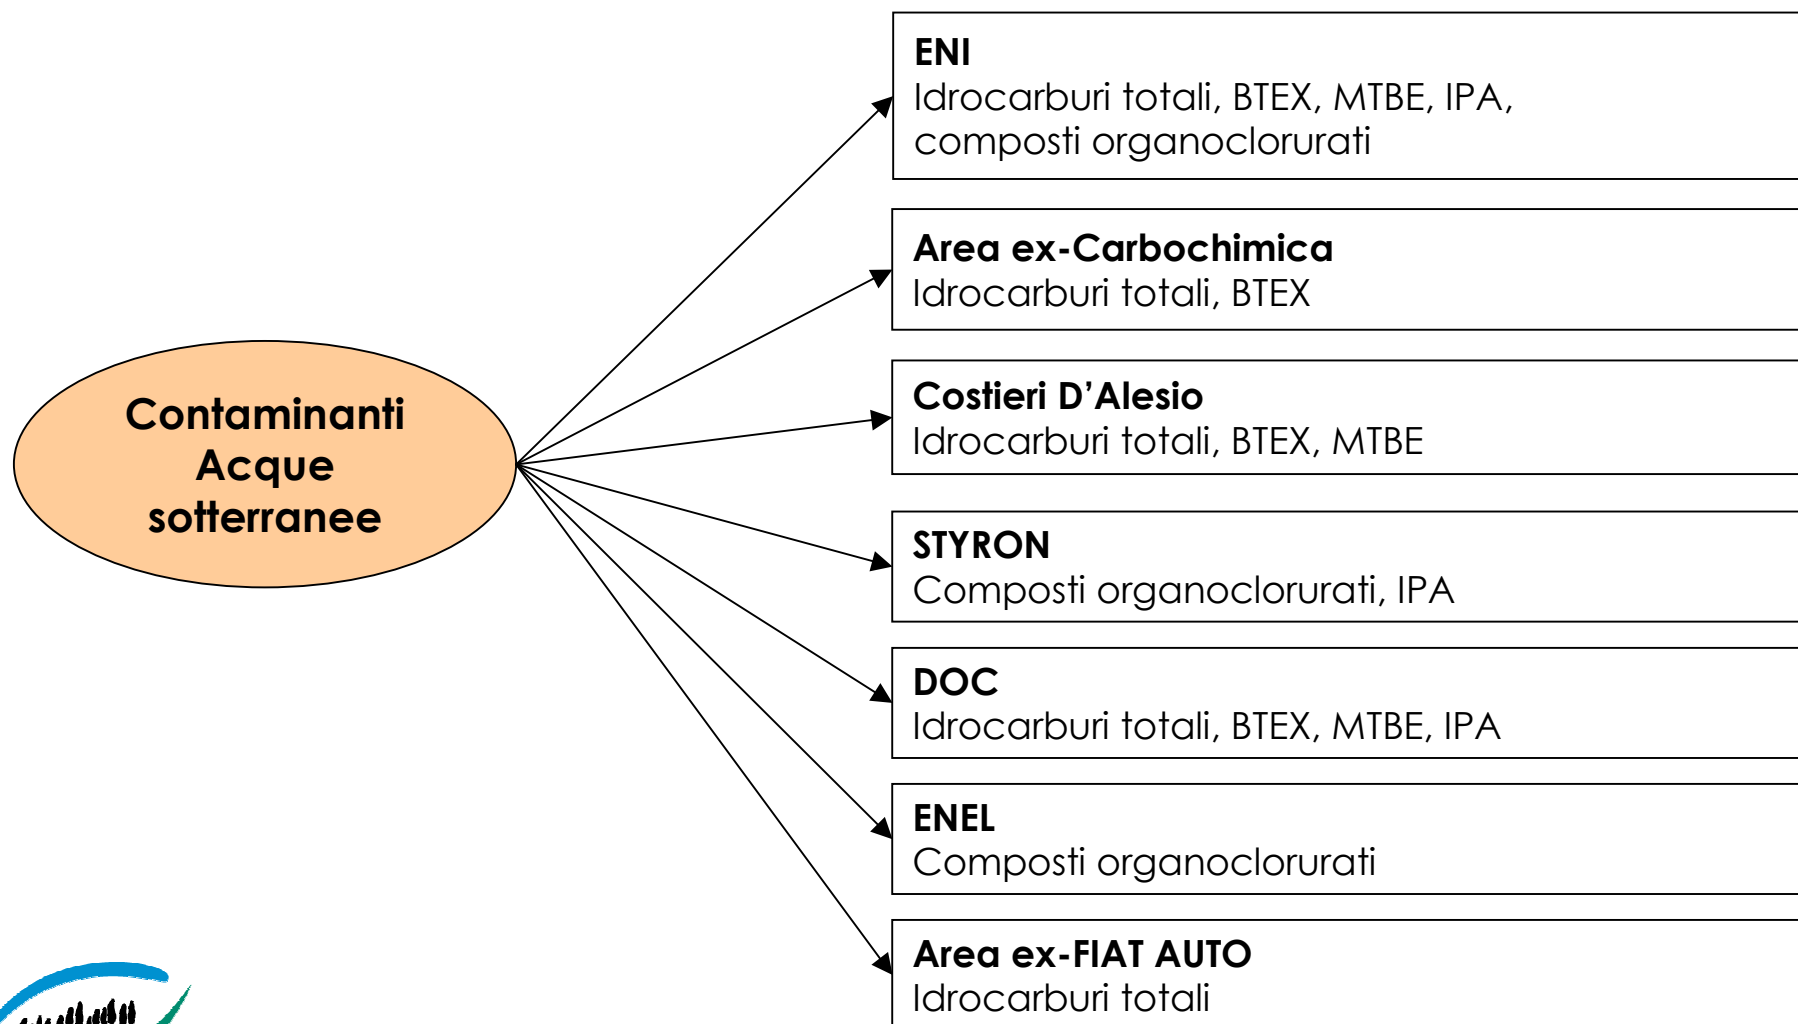 Contaminanti
Acque
sotterranee
ENI
Idrocarburi totali, BTEX, MTBE, IPA,
composti organoclorurati
Area ex-Carbochimica
Idrocarburi totali, BTEX
Costieri D’Alesio
Idrocarburi totali, BTEX, MTBE
STYRON
Composti organoclorurati, IPA
DOC
Idrocarburi totali, BTEX, MTBE, IPA
ENEL
Composti organoclorurati
Area ex-FIAT AUTO
Idrocarburi totali